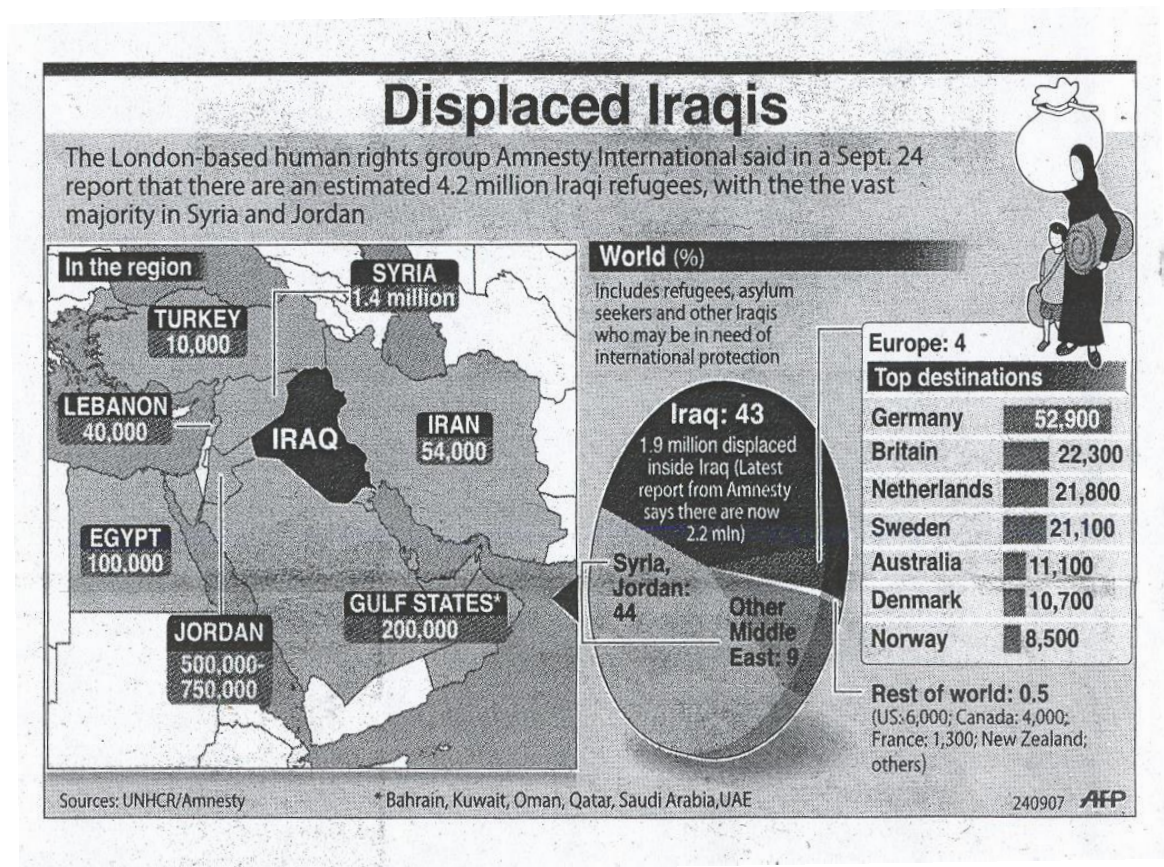 Displaced Iraqis
The London-based human rights group Amnesty International said in a Sept. 24
report that there are an estimated 4.2 million Iraqi refugees, with the the vast
majority in Syria and Jordan
In the region
SYRIA
1.4 million
TURKEY
10,000
LEBANON
40,000
IRAQ
IRAN
54,000
EGYPT
100,000
GULF STATES*
200,000
JORDAN
500,000-
750,000
World (%)
Includes refugees, asylum
seekers and other Iraqis
who may be in need of
international protection
Iraq: 43
1.9 million displaced
inside Iraq (Latest
report from Amnesty
says there are now
2.2 mln)
Syria,
Jordan:
44
Other
Middle
East: 9
Europe: 4
Top destinations
Germany 52,900
Britain 22,300
Netherlands 21,800
Sweden 21,100
Australia 11,100
Denmark 10,700
Norway 8,500
Rest of world: 0.5
(US:6,000; Canada: 4,000;
France; 1,300; New Zealand;
others)
Sources: UNHCR/Amnesty
* Bahrain, Kuwait, Oman, Qatar, Saudi Arabia,UAE
240907 AFP